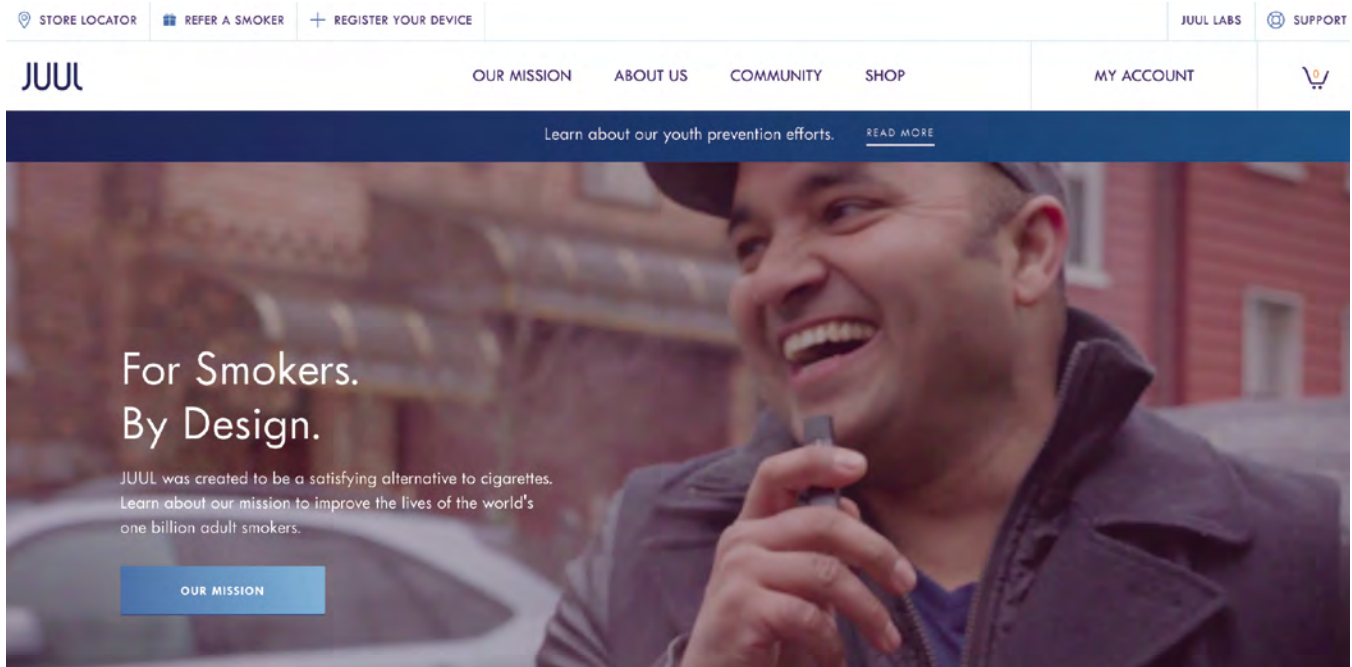 STORE LOCATOR
REFER A SMOKER
REGISTER YOUR DEVICE
JUUL LABS
SUPPORT
JUUL
OUR MISSION
ABOUT US
COMMUNITY
SHOP
MY ACCOUNT
0
Learn about our youth prevention efforts. READ MORE
For Smokers.
By Design.
JUUL was created to be a satisfying alternative to cigarettes.
Learn about our mission to improve the lives of the world's
one billion adult smokers.
OUR MISSION